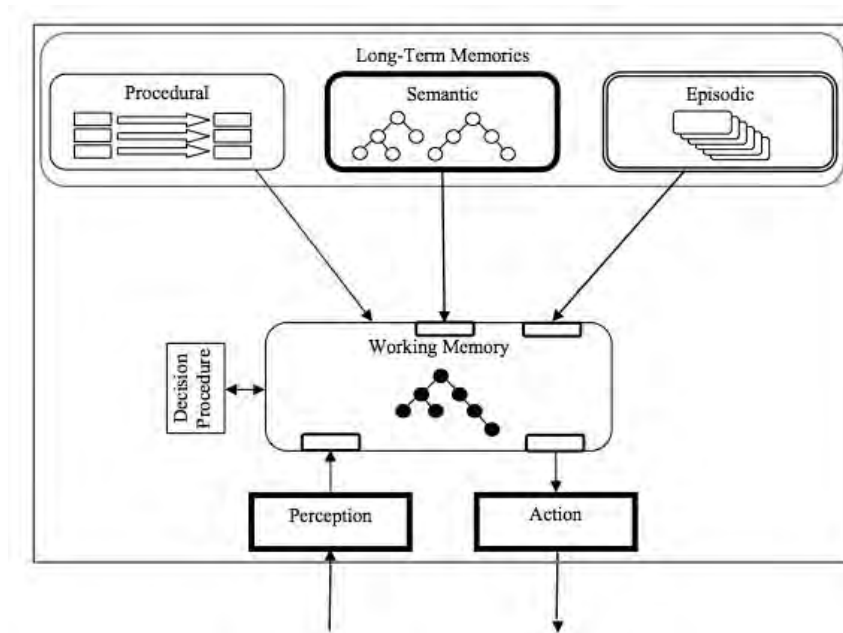 Long-Term Memories
Procedural
Semantic
Episodic
Working Memory
Decision
Procedure
Perception
Action